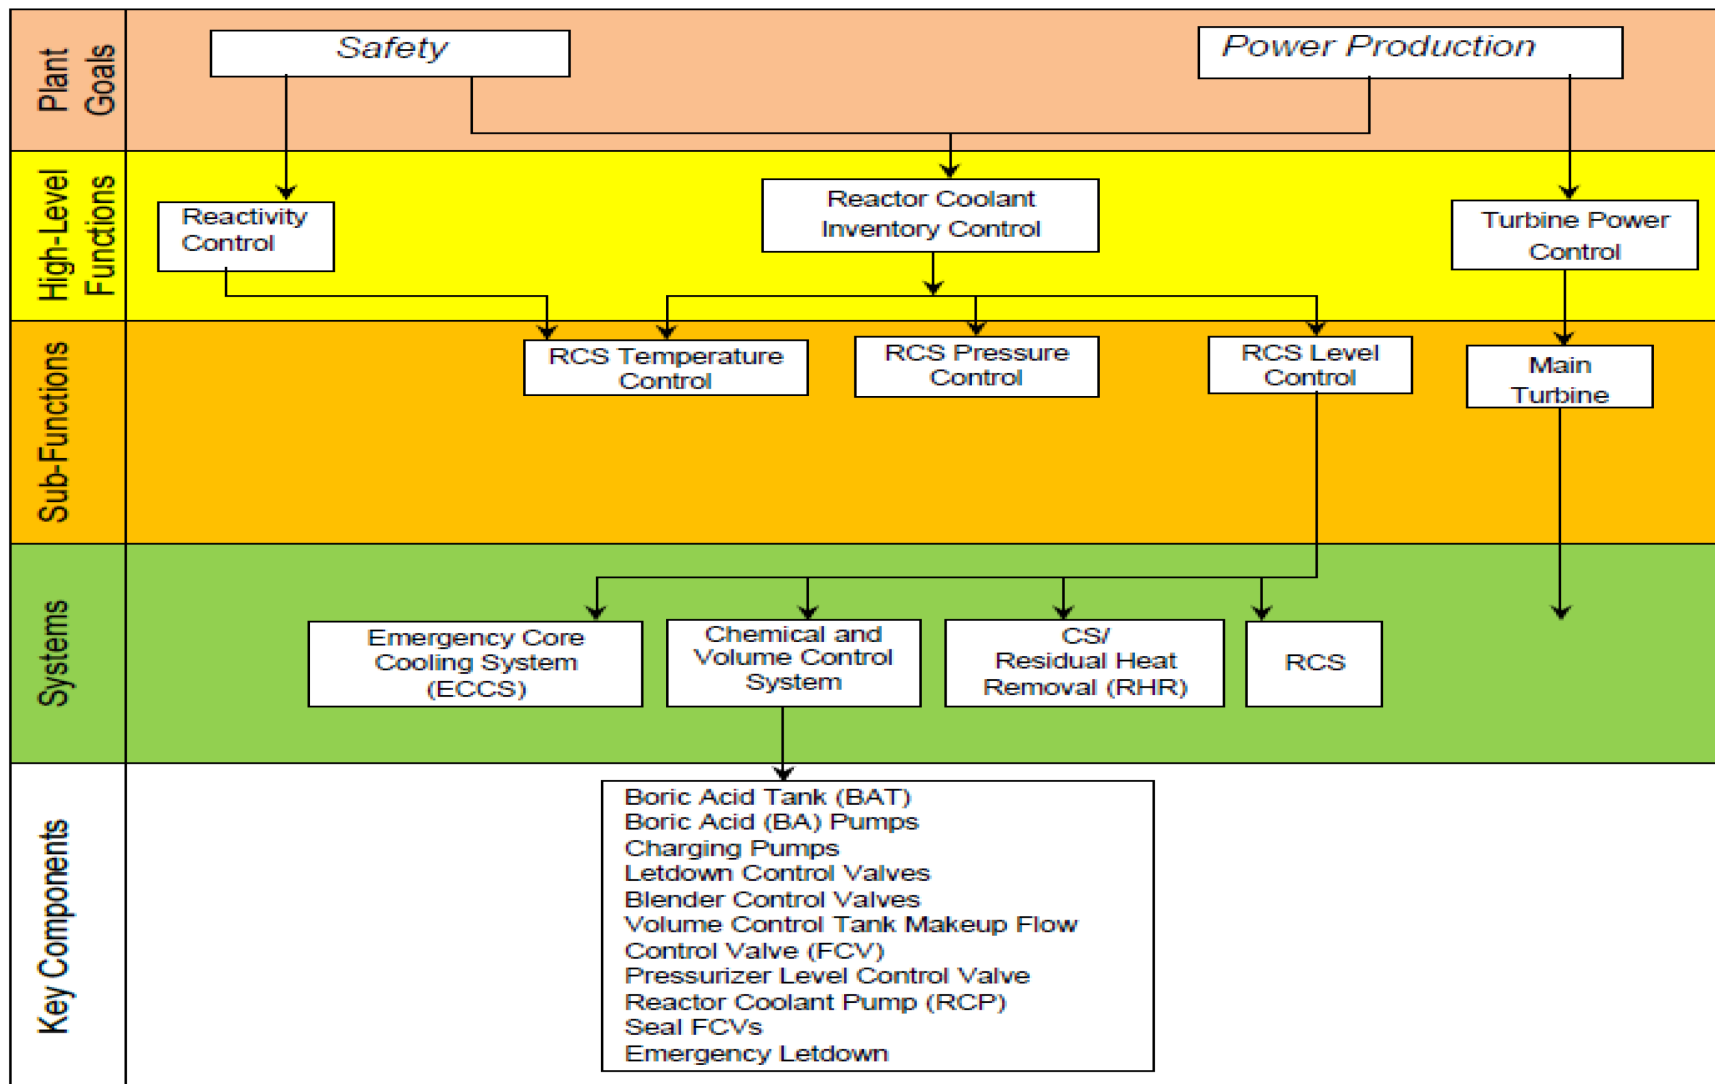 Plant
Goals
Safety
Power Production
High-Level
Functions
Reactivity
Control
Reactor Coolant
Inventory Control
Turbine Power
Control
Sub-Functions
RCS Temperature
Control
RCS Pressure
Control
RCS Level
Control
Main
Turbine
Systems
Emergency Core
Cooling System
(ECCS)
Chemical and
Volume Control
System
CS/
Residual Heat
Removal (RHR)
RCS
Key Components
Boric Acid Tank (BAT)
Boric Acid (BA) Pumps
Charging Pumps
Letdown Control Valves
Blender Control Valves
Volume Control Tank Makeup Flow
Control Valve (FCV)
Pressurizer Level Control Valve
Reactor Coolant Pump (RCP)
Seal FCVs
Emergency Letdown